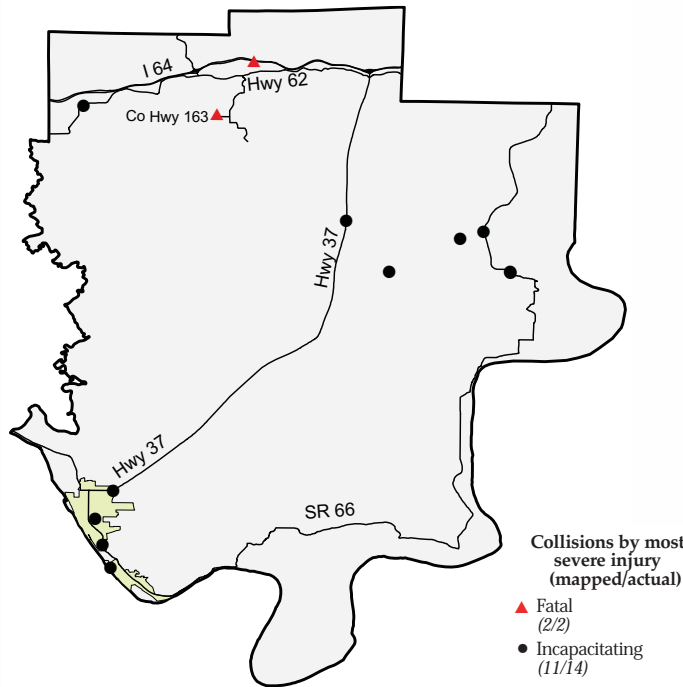 I 64
Hwy 62
Co Hwy 163
Hwy 37
Hwy 37
SR 66
Collisions by most
severe injury
(mapped/actual)
Fatal
(2/2)
Incapacitating
(11/14)